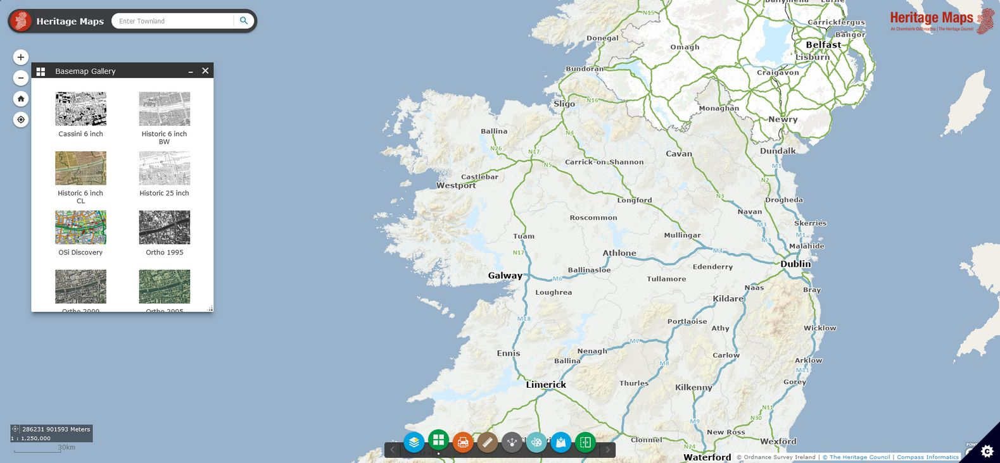 Heritage Maps
Enter Townland
Basemap Gallery
Cassini 6 inch
Historic 6 inch
BW
Historic 6 inch
CL
Historic 25 inch
OSi Discovery
Ortho 1995
Ortho 2000
Ortho 2005
286231 901593 Meters
1 : 1,250,000
30km
Heritage Maps
An Chomhairle Oidhreachta | The Heritage Council
N15
Ballymena
Larne
Carrickfergus
Bangor
Donegal
Omagh
Belfast
Lisburn
Bundoran
Craigavon
Sligo
N16
Monaghan
Newry
Ballina
N4
N26
N17
Dundalk
Cavan
Carrick-on-Shannon
N5
M1
Castlebar
Westport
N2
N3
Drogheda
Longford
Navan
Roscommon
M3
Skerries
Tuam
Mullingar
M3
M1
Malahide
N17
Athlone
M4
Dublin
Ballinasloe
Edenderry
Galway
M6
Tullamore
Naas
Bray
Loughrea
Kildare
M18
Portlaoise
Athy
Wicklow
M7
Ennis
Nenagh
Ballina
Carlow
Arklow
M8
M11
Limerick
Thurles
Kilkenny
Gorey
N11
N30
M9
New Ross
Clonmel
Wexford
N24
Waterford
© Ordnance Survey Ireland | © The Heritage Council | Compass Informatics